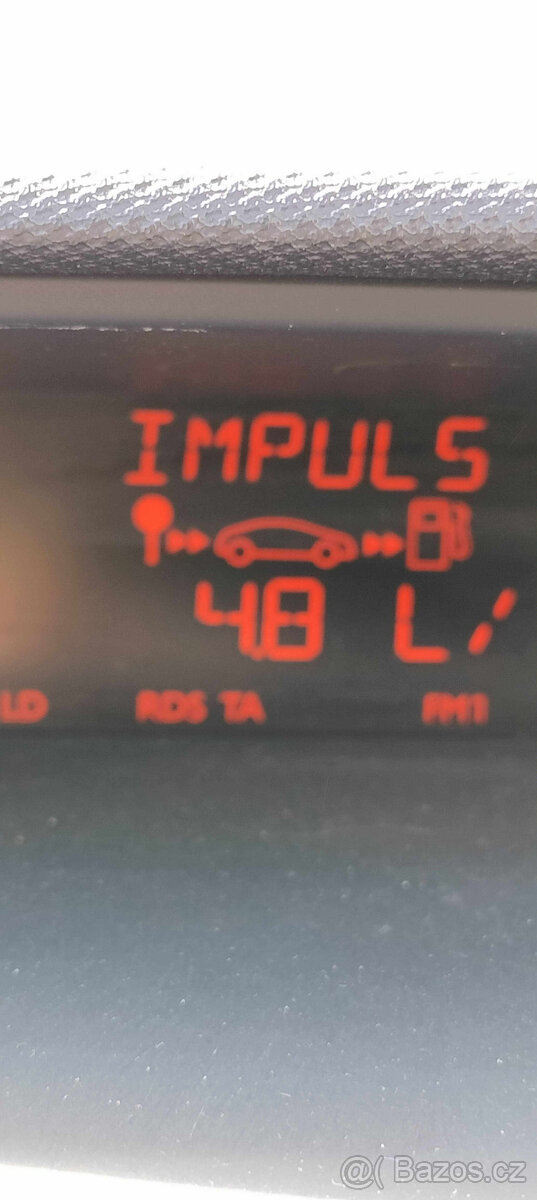 IMPULS
4.8 L/
LD RDS TA FM1
@( Bazos.cz